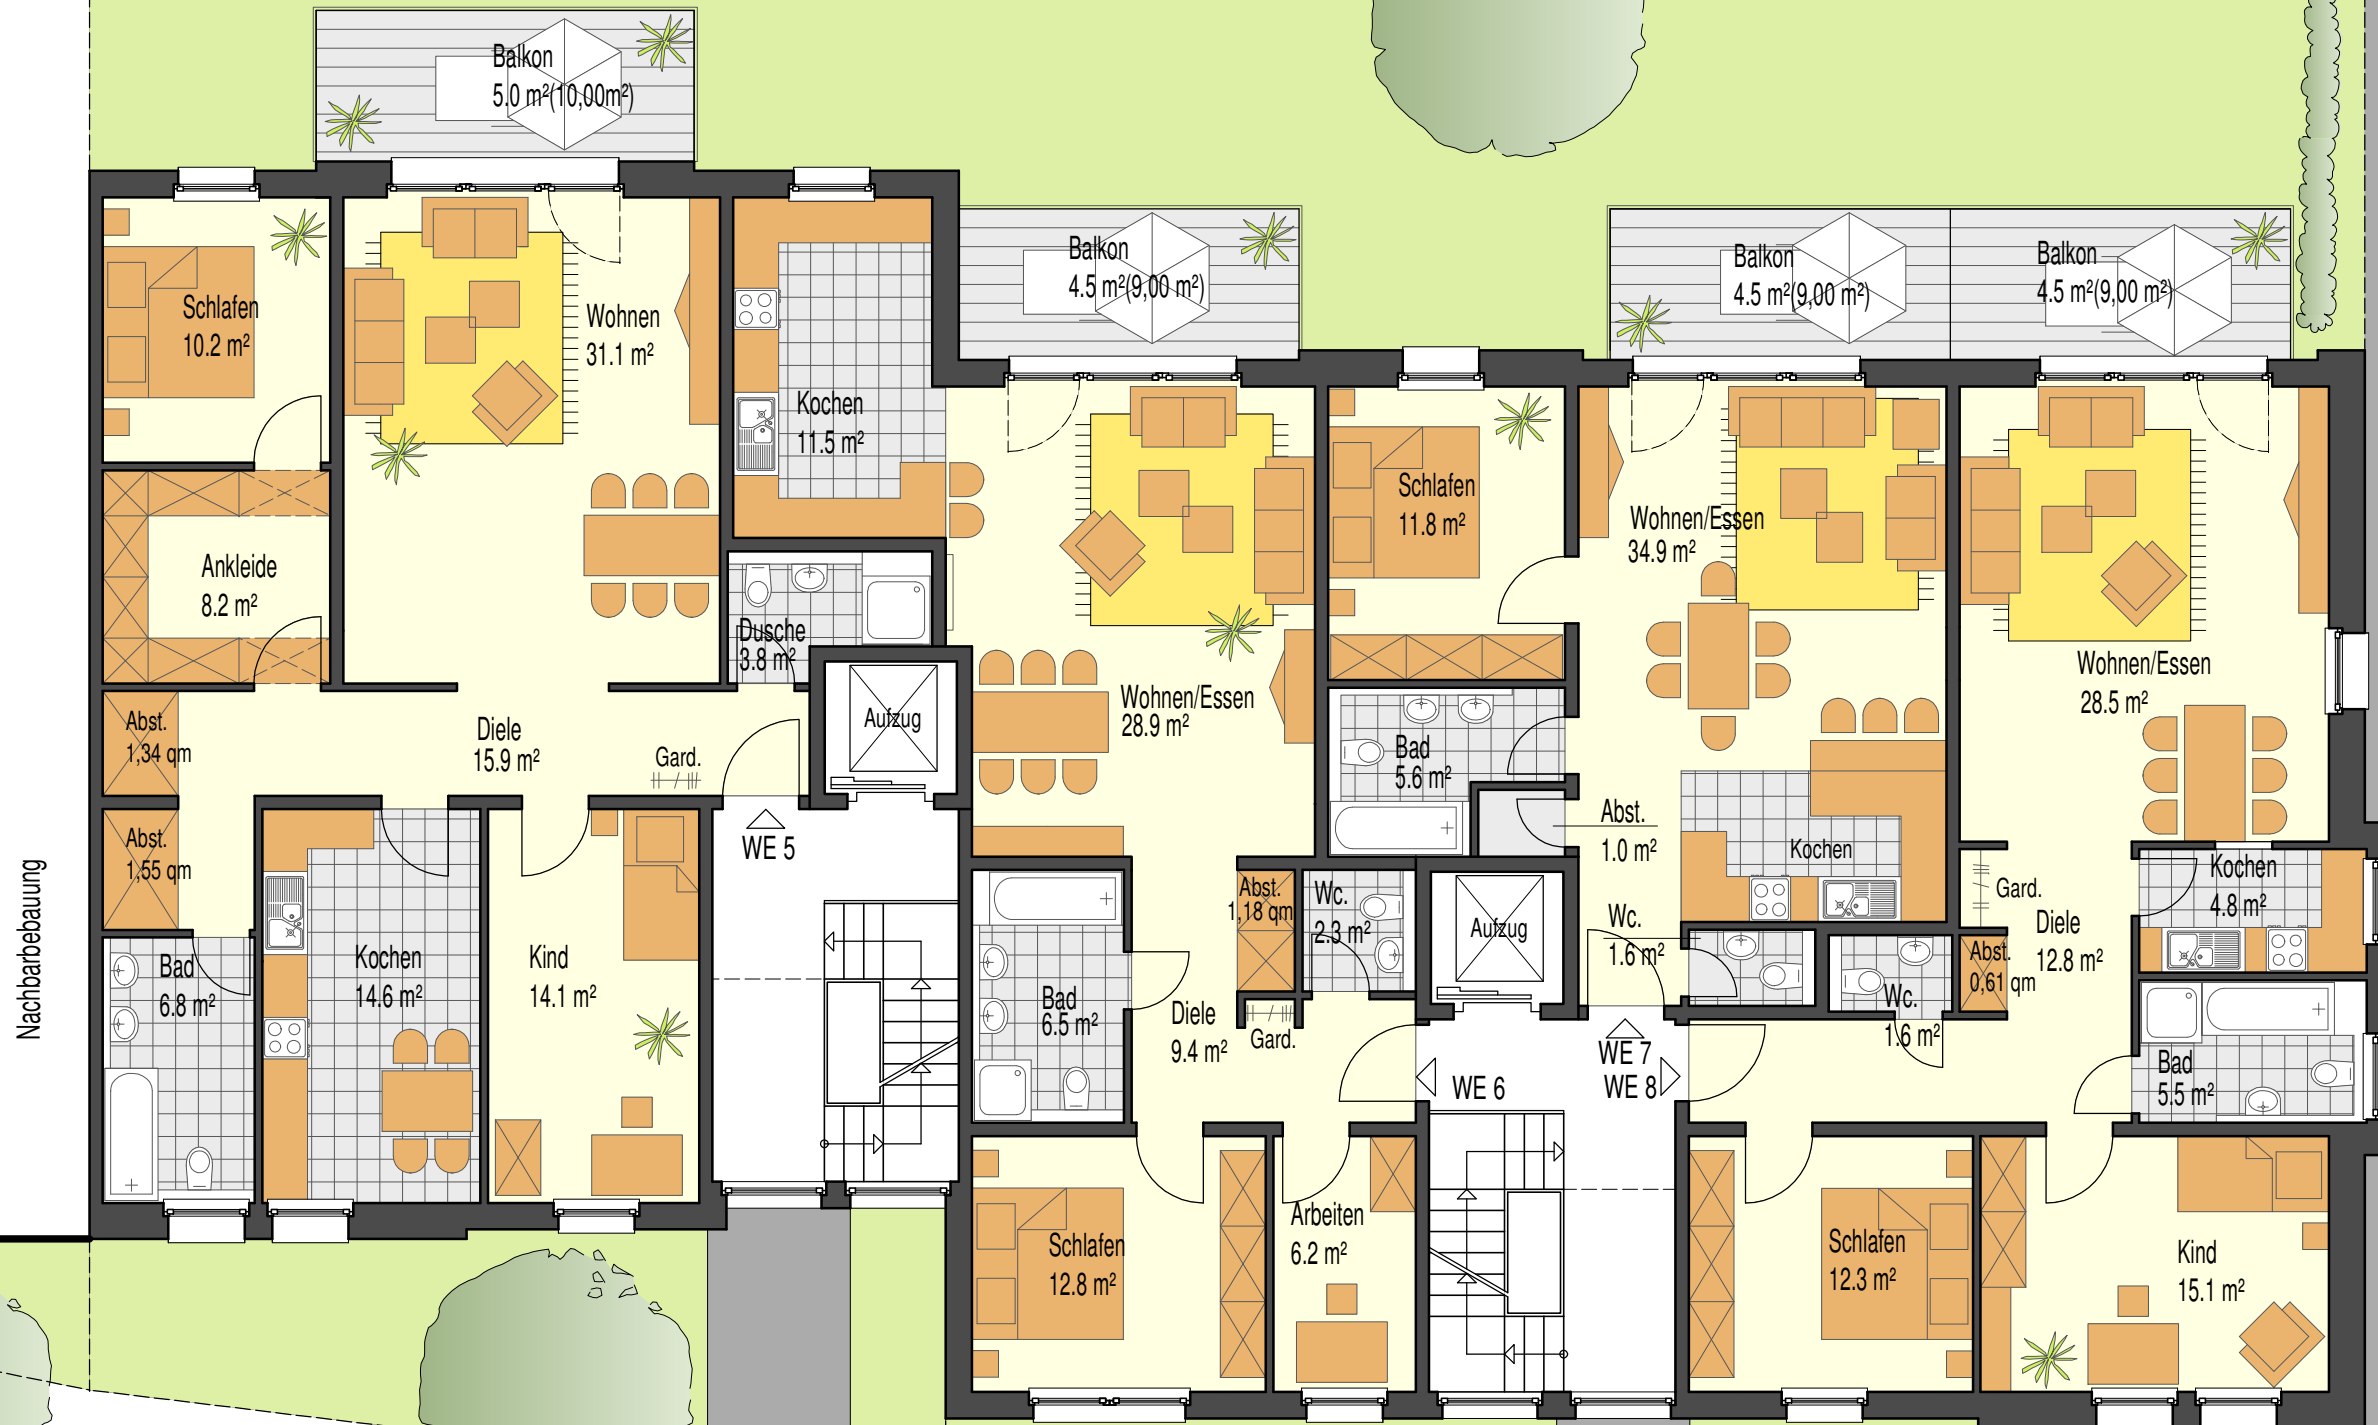 Balkon
5.0 m²(10,00m²)
Schlafen
10.2 m²
Wohnen
31.1 m²
Kochen
11.5 m²
Balkon
4.5 m²(9,00 m²)
Balkon
4.5 m²(9,00 m²)
Balkon
4.5 m²(9,00 m²)
Ankleide
8.2 m²
Dusche
3.8 m²
Schlafen
11.8 m²
Wohnen/Essen
34.9 m²
Wohnen/Essen
28.5 m²
Abst.
1,34 qm
Diele
15.9 m²
Gard.
Aufzug
Wohnen/Essen
28.9 m²
Bad
5.6 m²
Abst.
1,55 qm
WE 5
Abst.
1.0 m²
Kochen
Gard.
Kochen
4.8 m²
Nachbarbebauung
Bad
6.8 m²
Kochen
14.6 m²
Kind
14.1 m²
Abst.
1,18 qm
Wc.
2.3 m²
Aufzug
Wc.
1.6 m²
Wc.
1.6 m²
Abst.
0,61 qm
Diele
12.8 m²
Bad
6.5 m²
Diele
9.4 m²
Gard.
WE 6
WE 7
WE 8
Bad
5.5 m²
Schlafen
12.8 m²
Arbeiten
6.2 m²
Schlafen
12.3 m²
Kind
15.1 m²